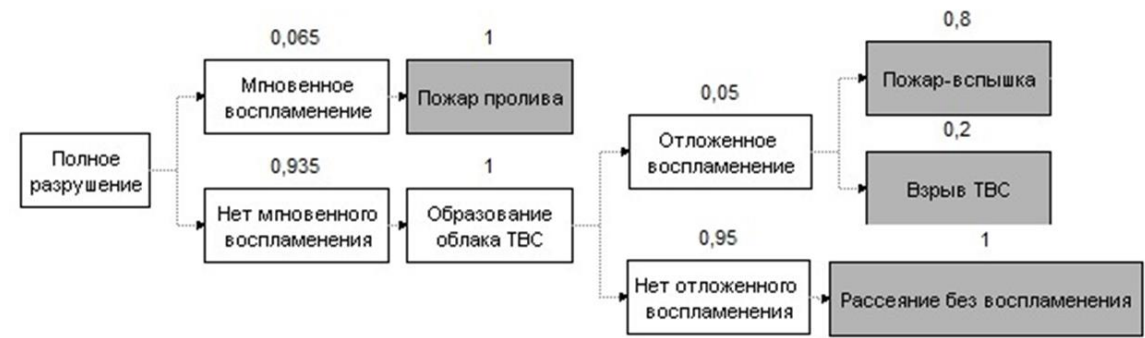 0,065
1
Мгновенное
воспламенение
Пожар пролива
0,8
Пожар-вспышка
0,05
Отложенное
воспламенение
0,2
Взрыв ТВС
Полное
разрушение
0,935
1
Нет мгновенного
воспламенения
Образование
облака ТВС
0,95
1
Нет отложенного
воспламенения
Рассеяние без воспламенения